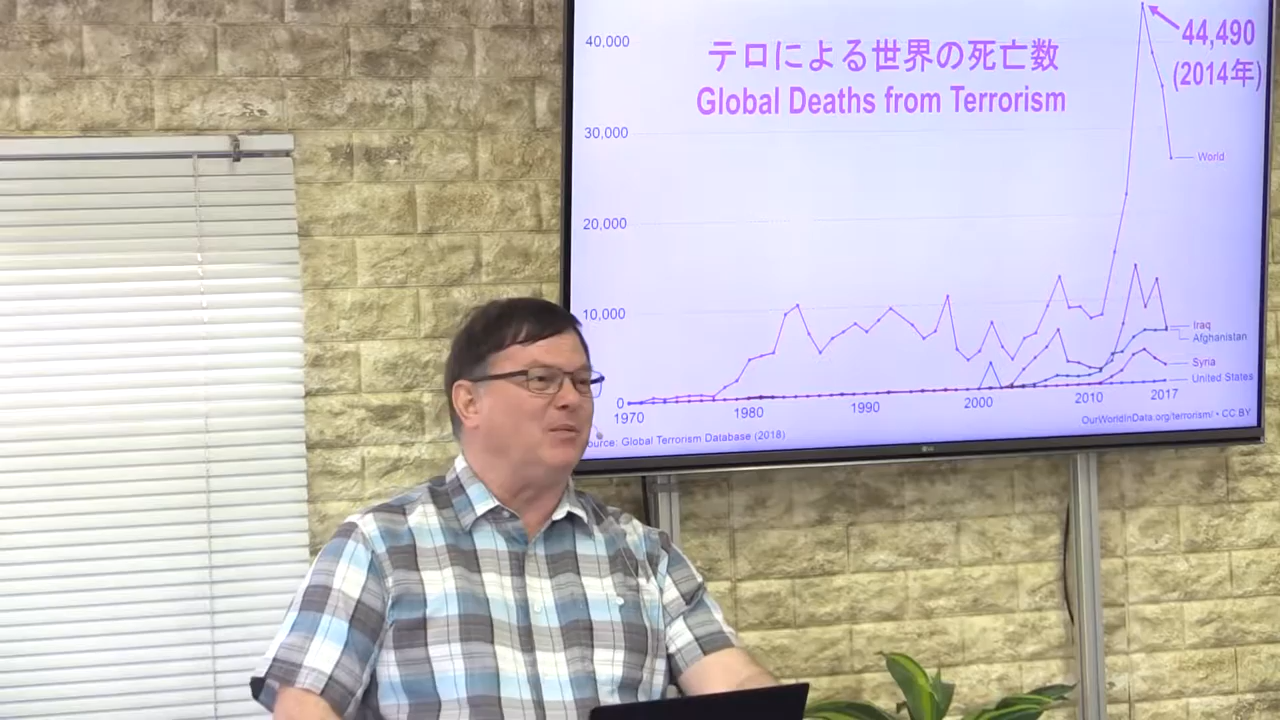 40,000
テロによる世界の死亡数
Global Deaths from Terrorism
44,490
(2014年)
30,000
World
20,000
10,000
Iraq
Afghanistan
Syria
United States
0
1970
1980
1990
2000
2010
2017
OurWorldInData.org/terrorism/ • CC BY
ource: Global Terrorism Database (2018)
LG